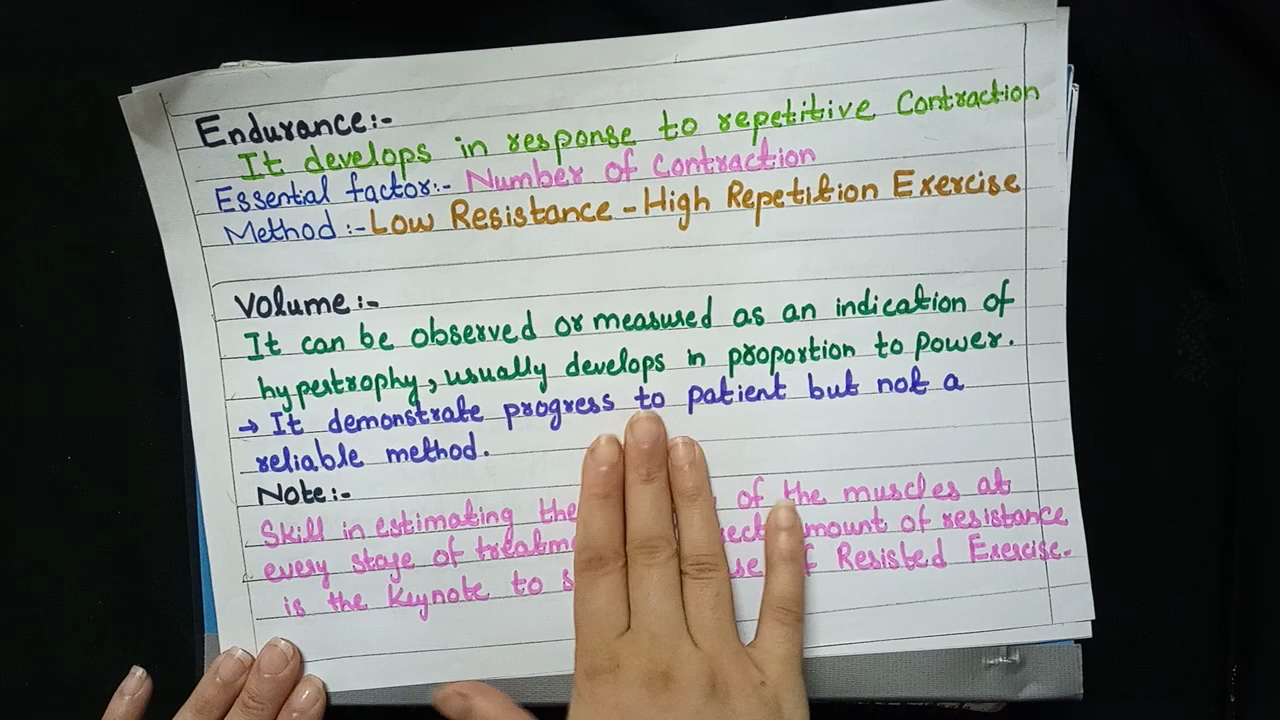 Endurance:-
It develops in response to repetitive Contraction
Essential factor:- Number of Contraction
Method:- Low Resistance - High Repetition Exercise
Volume:-
It can be observed or measured as an indication of
hypertrophy, usually develops in proportion to power.
→ It demonstrate progress to patient but not a
reliable method.
Note:-
Skill in estimating the of the muscles at
every stage of amount of resistance
is the Keynote to of Resisted Exercise.